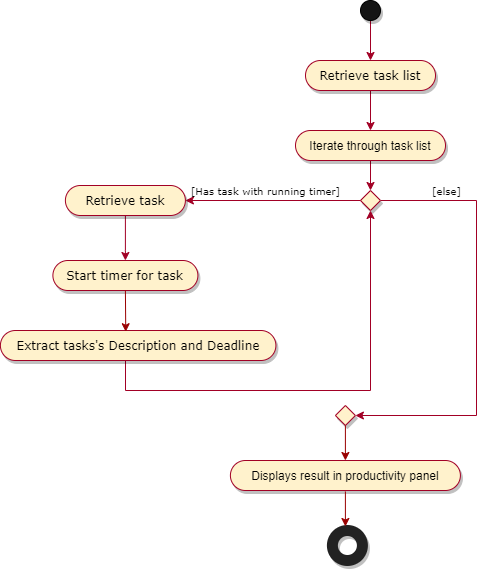 Retrieve task list
Iterate through task list
[Has task with running timer]
[else]
Retrieve task
Start timer for task
Extract tasks's Description and Deadline
Displays result in productivity panel